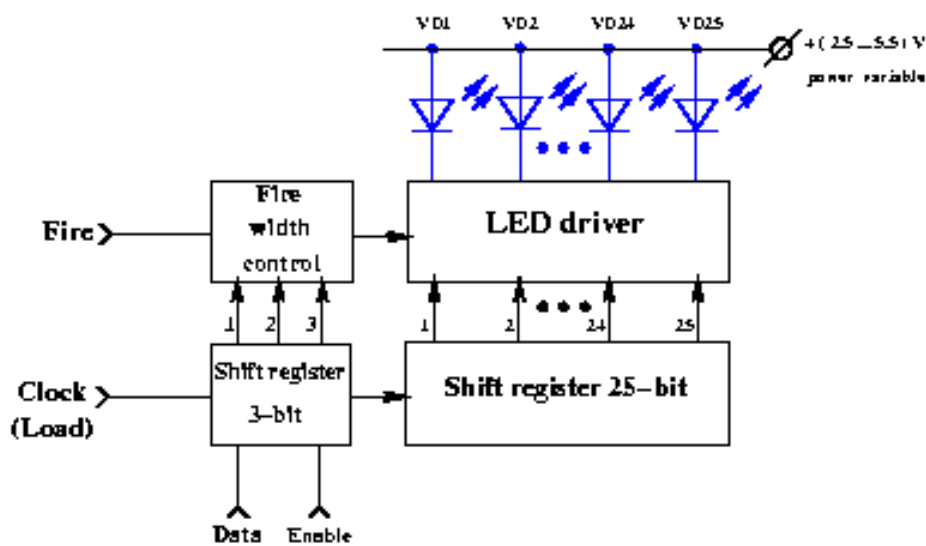 VD1 VD2 VD24 VD25
+(2.5...5.5) V
power variable
Fire
width
control
LED driver
Fire
1 2 3
1 2 24 25
Shift register
3-bit
Shift register 25-bit
Clock
(Load)
Data Enable